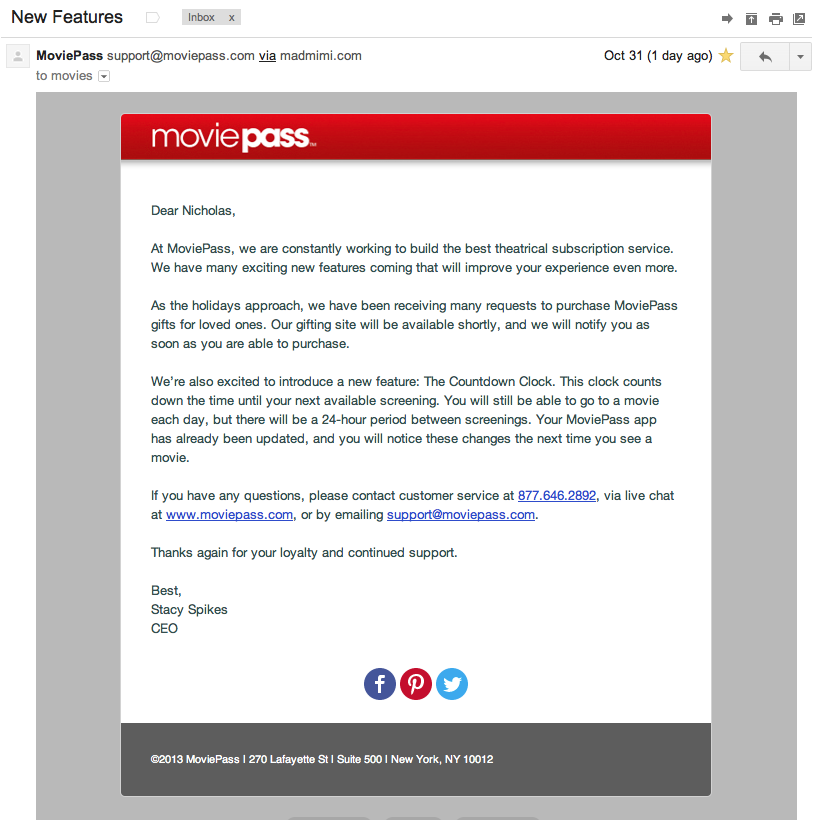 New Features
Inbox x
MoviePass support@moviepass.com via madmimi.com
Oct 31 (1 day ago)
to movies
moviepass™
Dear Nicholas,
At MoviePass, we are constantly working to build the best theatrical subscription service.
We have many exciting new features coming that will improve your experience even more.
As the holidays approach, we have been receiving many requests to purchase MoviePass
gifts for loved ones. Our gifting site will be available shortly, and we will notify you as
soon as you are able to purchase.
We’re also excited to introduce a new feature: The Countdown Clock. This clock counts
down the time until your next available screening. You will still be able to go to a movie
each day, but there will be a 24-hour period between screenings. Your MoviePass app
has already been updated, and you will notice these changes the next time you see a
movie.
If you have any questions, please contact customer service at 877.646.2892, via live chat
at www.moviepass.com, or by emailing support@moviepass.com.
Thanks again for your loyalty and continued support.
Best,
Stacy Spikes
CEO
©2013 MoviePass | 270 Lafayette St | Suite 500 | New York, NY 10012